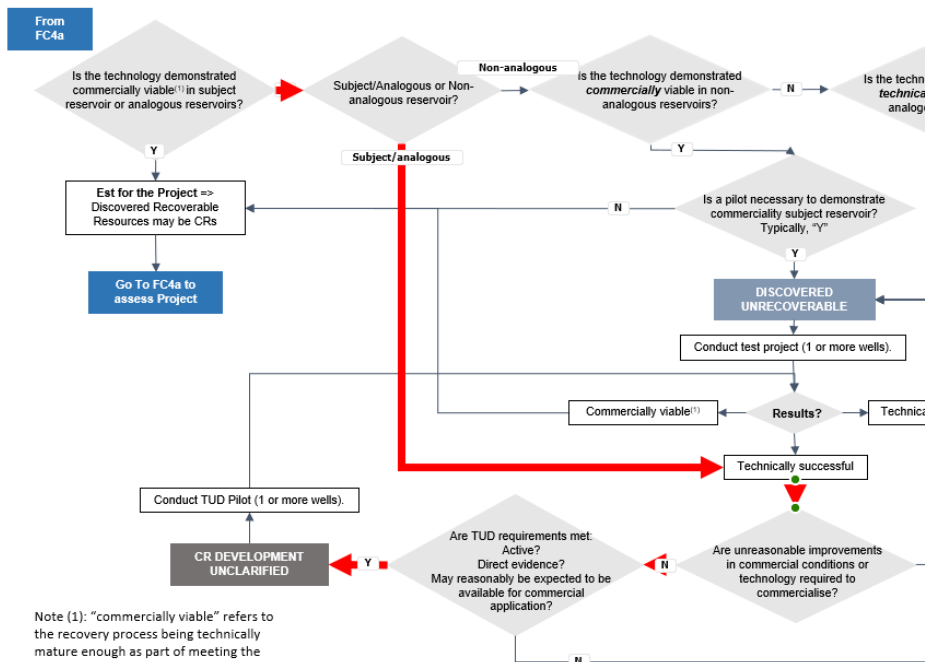 From
FC4a
Is the technology demonstrated
commercially viable(1) in subject
reservoir or analogous reservoirs?
Subject/Analogous or Non-
analogous reservoir?
Non-analogous
Is the technology demonstrated
commercially viable in non-
analogous reservoirs?
N
Is the techn
technica
analog
Y
Subject/analogous
Y
Est for the Project =>
Discovered Recoverable
Resources may be CRs
N
Is a pilot necessary to demonstrate
commerciality subject reservoir?
Typically, “Y”
Y
Go To FC4a to
assess Project
DISCOVERED
UNRECOVERABLE
Conduct test project (1 or more wells).
Commercially viable(1)
Results?
Technica
Technically successful
Conduct TUD Pilot (1 or more wells).
CR DEVELOPMENT
UNCLARIFIED
Y
Are TUD requirements met:
Active?
Direct evidence?
May reasonably be expected to be
available for commercial
application?
N
Are unreasonable improvements
in commercial conditions or
technology required to
commercialise?
Note (1): “commercially viable” refers to
the recovery process being technically
mature enough as part of meeting the
N